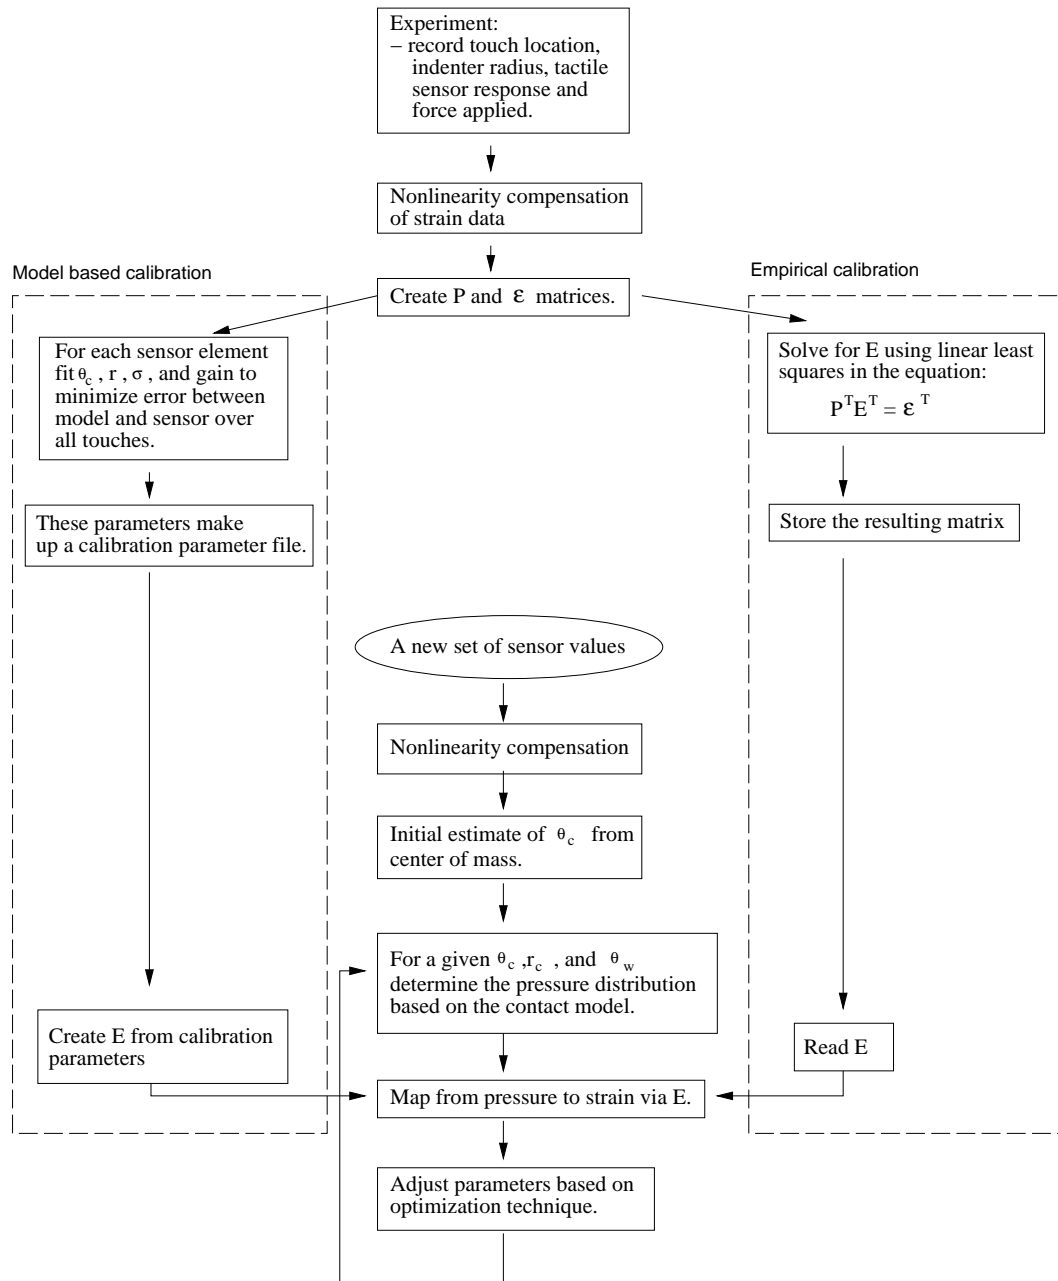 Experiment:
– record touch location,
indenter radius, tactile
sensor response and
force applied.
Nonlinearity compensation
of strain data
Model based calibration
Empirical calibration
Create P and ε matrices.
For each sensor element
fit θc , r , σ , and gain to
minimize error between
model and sensor over
all touches.
Solve for E using linear least
squares in the equation:
P^T E^T = ε^T
These parameters make
up a calibration parameter file.
Store the resulting matrix
A new set of sensor values
Nonlinearity compensation
Initial estimate of θc from
center of mass.
For a given θc ,rc , and θw
determine the pressure distribution
based on the contact model.
Create E from calibration
parameters
Read E
Map from pressure to strain via E.
Adjust parameters based on
optimization technique.